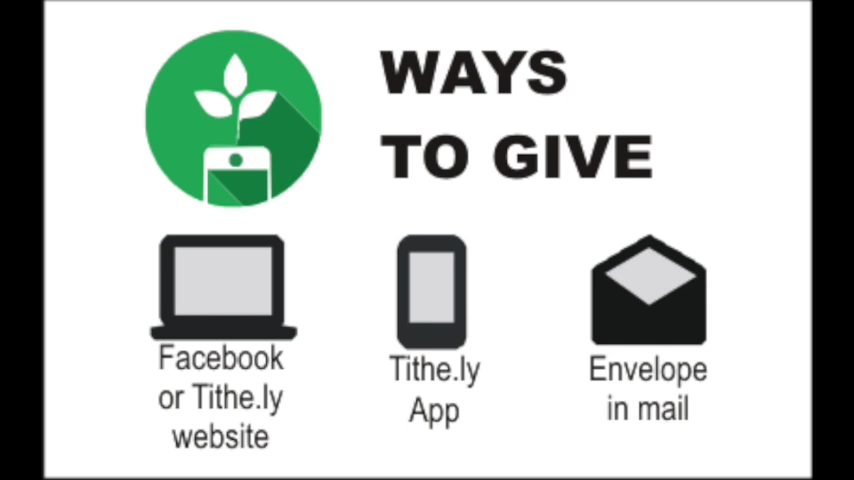 WAYS
TO GIVE
Facebook
or Tithe.ly
website
Tithe.ly
App
Envelope
in mail